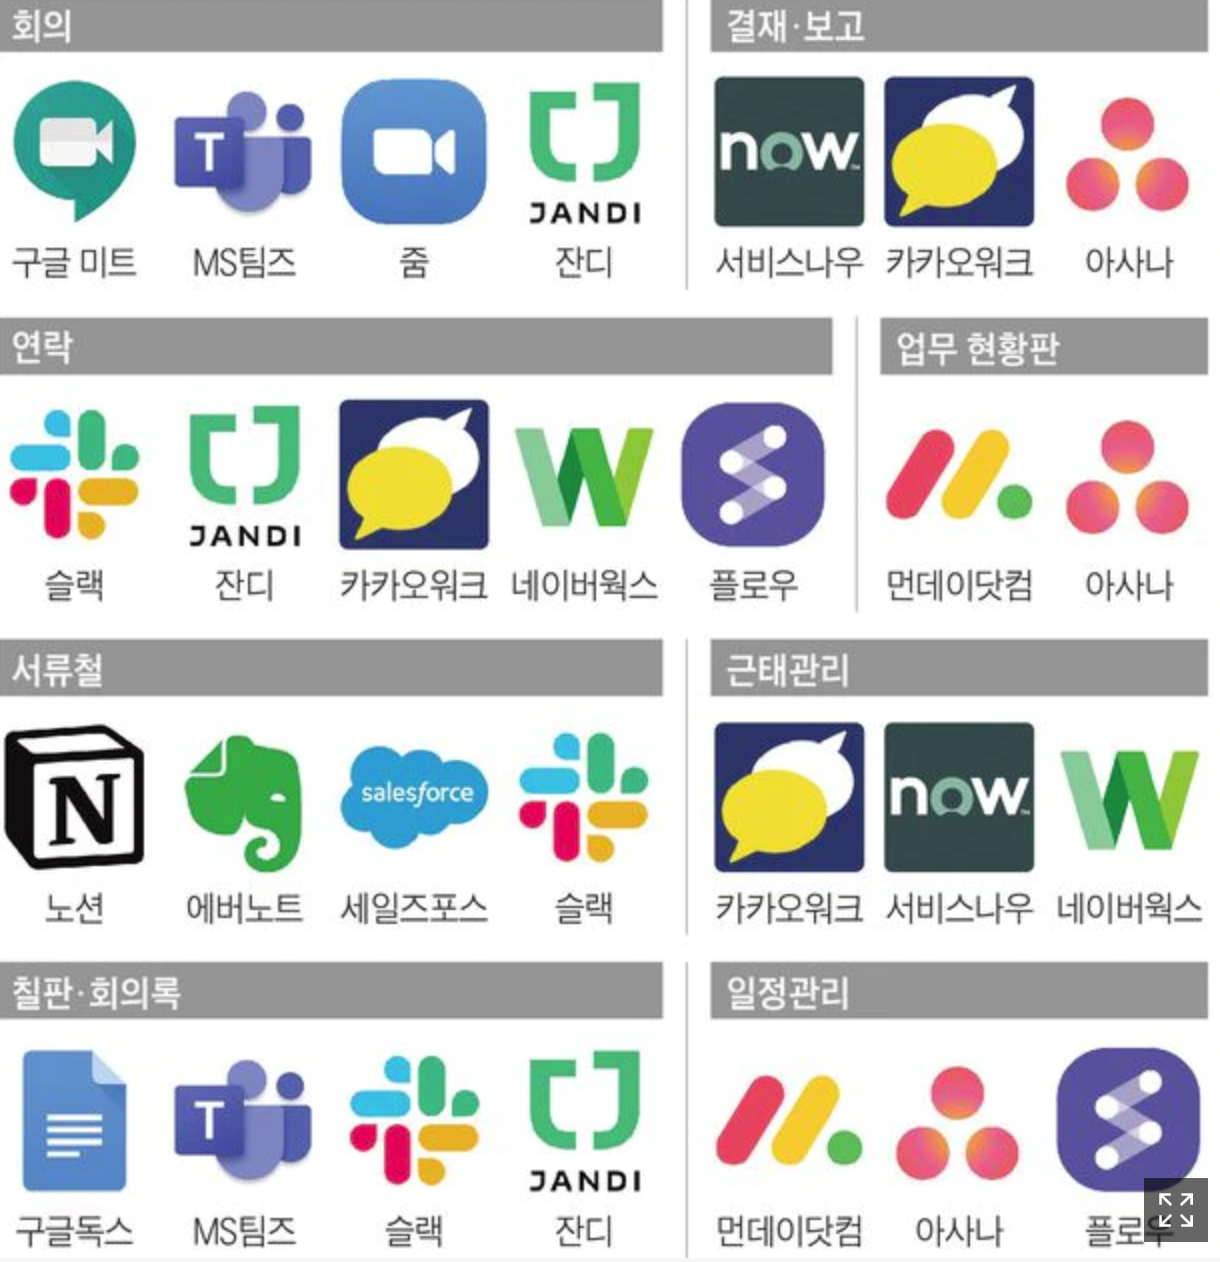 회의
T
JANDI
구글 미트 MS팀즈 줌 잔디
결재·보고
now™
서비스나우 카카오워크 아사나
연락
JANDI
슬랙 잔디 카카오워크 네이버웍스 플로우
업무 현황판
먼데이닷컴 아사나
서류철
N
salesforce
노션 에버노트 세일즈포스 슬랙
근태관리
now™
카카오워크 서비스나우 네이버웍스
칠판·회의록
T
JANDI
구글독스 MS팀즈 슬랙 잔디
일정관리
먼데이닷컴 아사나 플로우